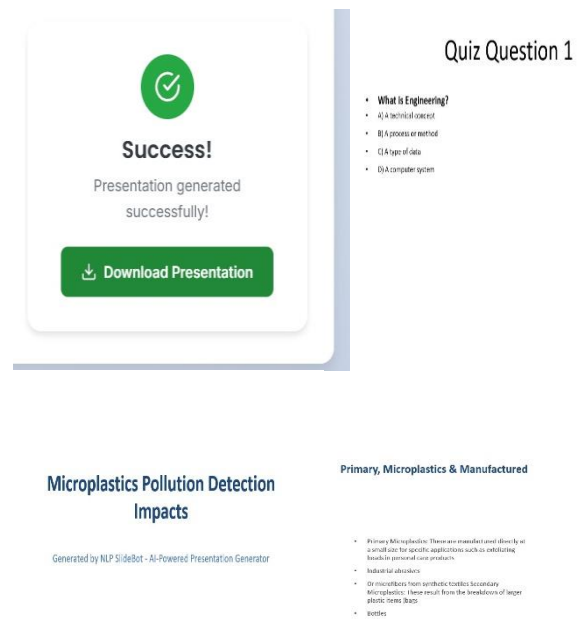 Success!
Presentation generated
successfully!
Download Presentation
Quiz Question 1
• What is Engineering?
• A) A technical concept
• B) A process or method
• C) A type of data
• D) A computer system
Microplastics Pollution Detection
Impacts
Generated by NLP SlideBot - AI-Powered Presentation Generator
Primary, Microplastics & Manufactured
• Primary Microplastics: These are manufactured directly at
a small size for specific applications such as exfoliating
beads in personal care products
• Industrial abrasives
• Or microfibers from synthetic textiles Secondary
Microplastics: These result from the breakdown of larger
plastic items (bags
• Bottles